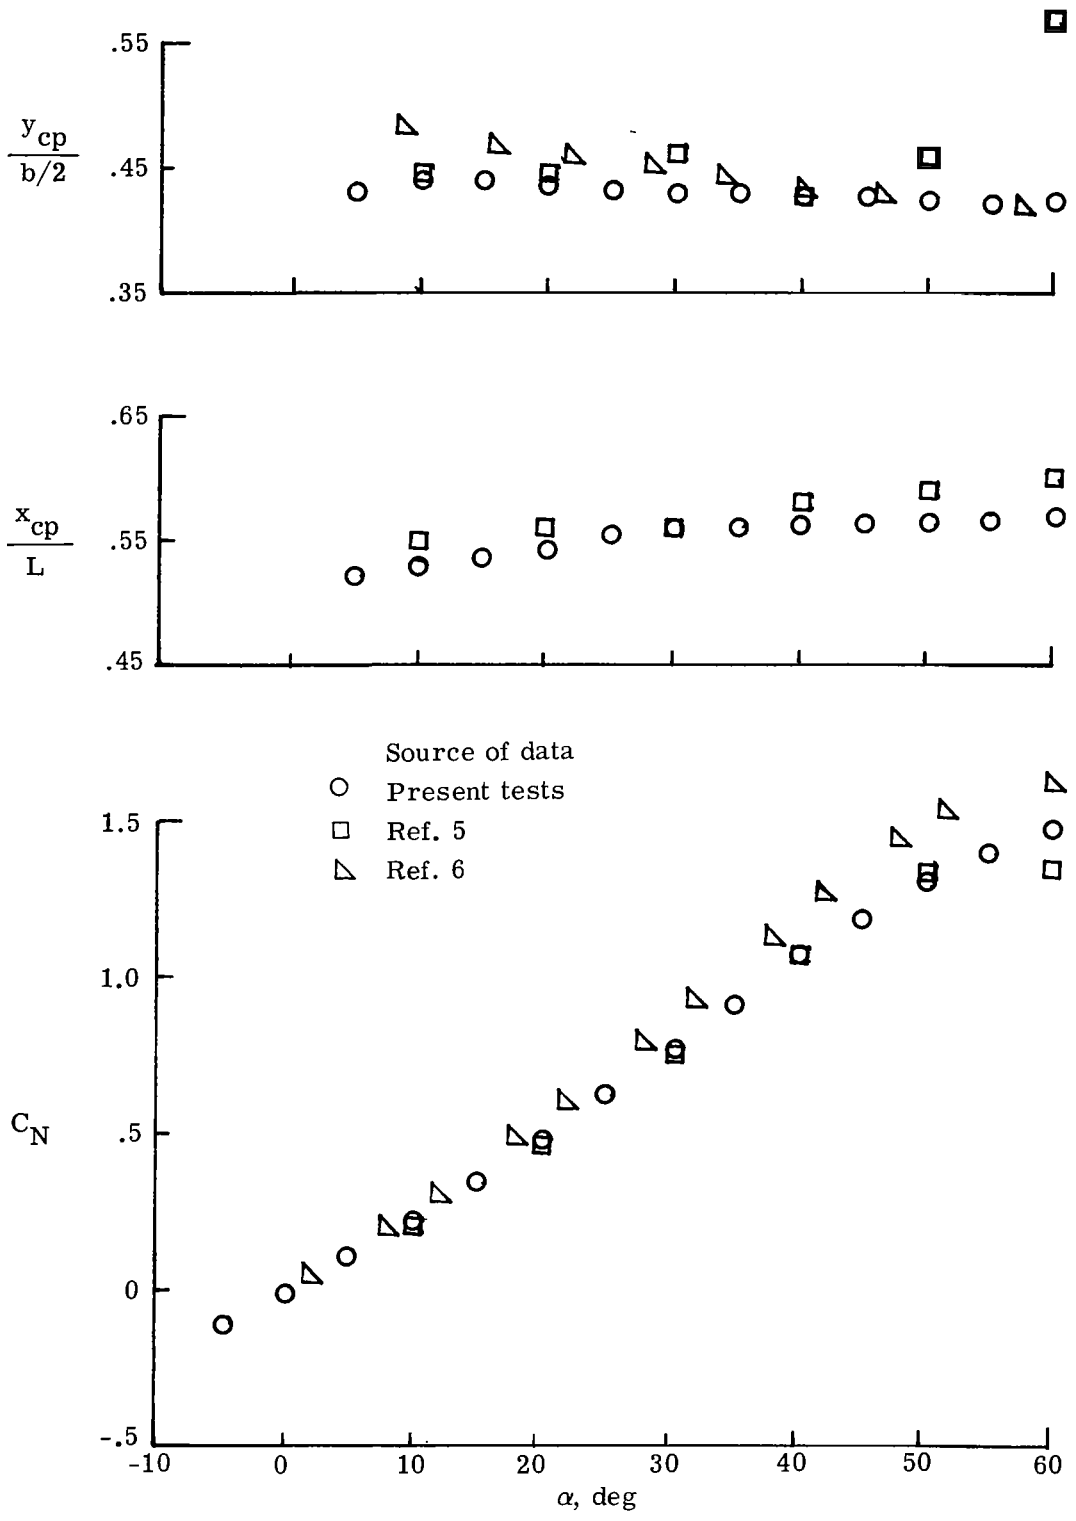 .55
y_cp
b/2
.45
.35
.65
x_cp
L
.55
.45
Source of data
Present tests
Ref. 5
Ref. 6
1.5
1.0
C_N
.5
0
-.5
-10 0 10 20 30 40 50 60
α, deg